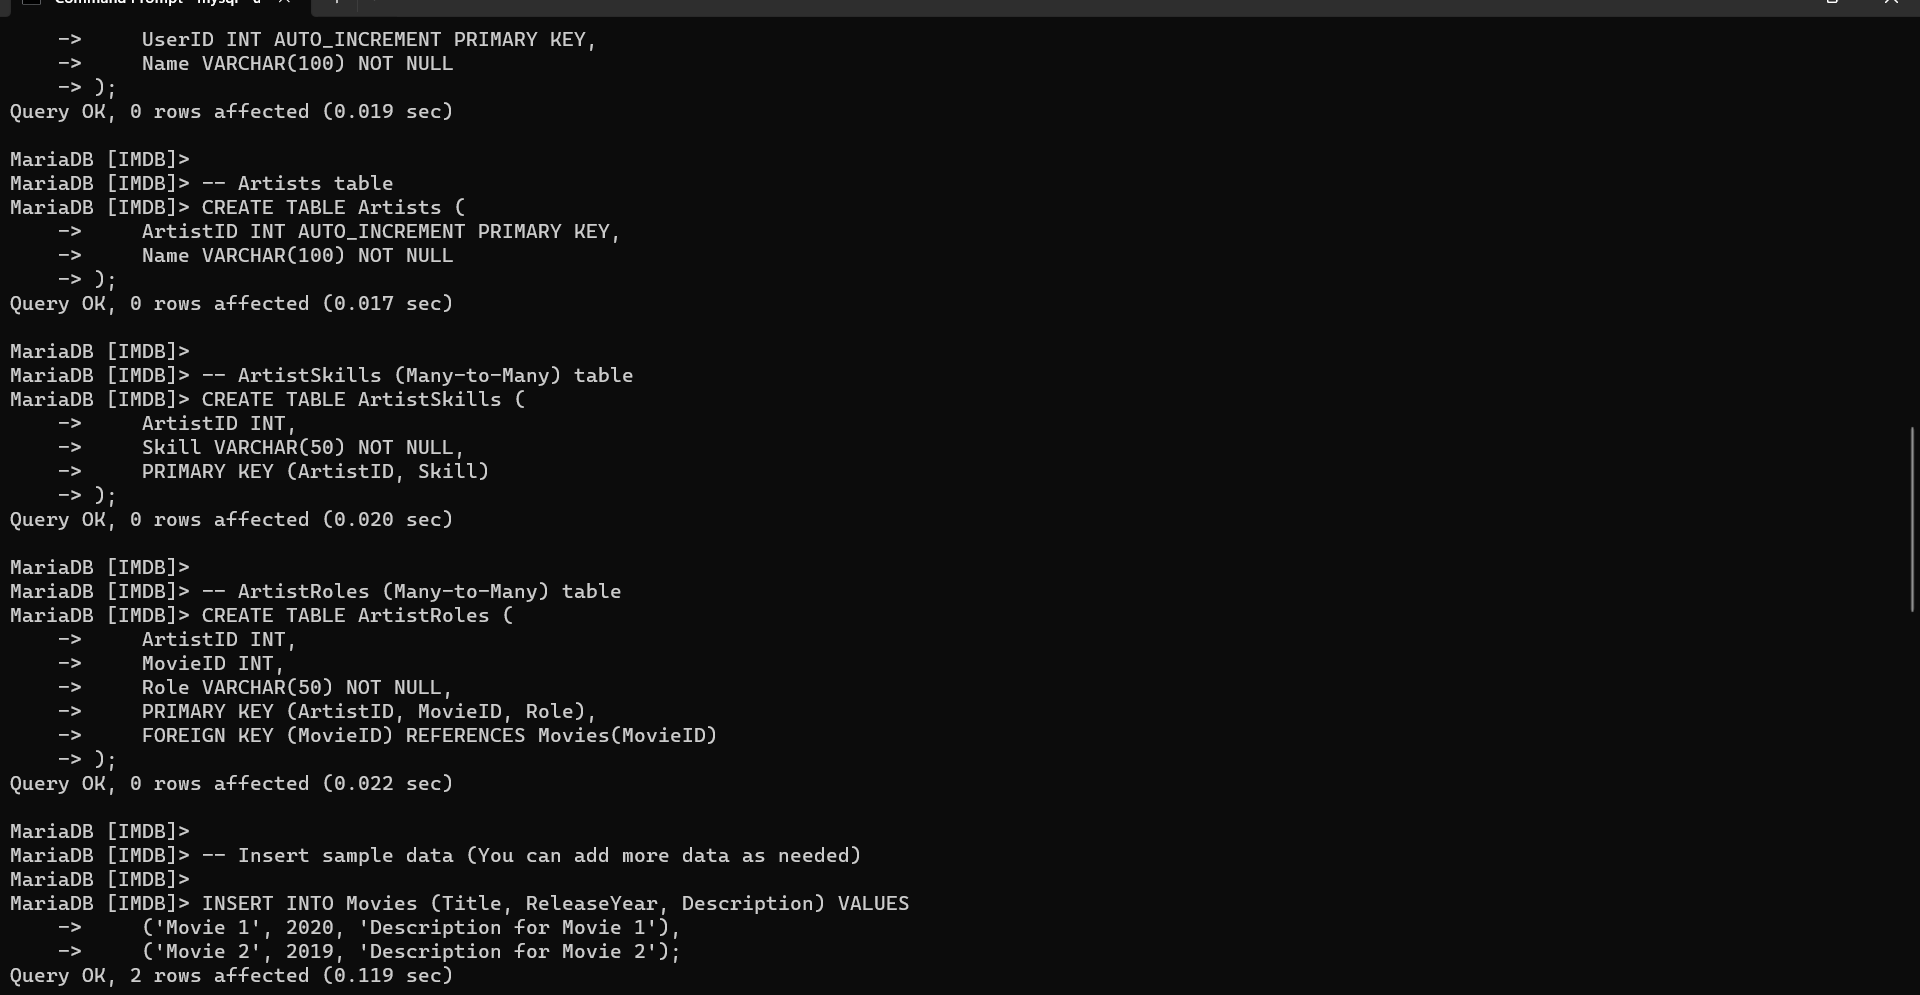 Command Prompt - mysql -u
-> UserID INT AUTO_INCREMENT PRIMARY KEY,
-> Name VARCHAR(100) NOT NULL
-> );
Query OK, 0 rows affected (0.019 sec)
MariaDB [IMDB]>
MariaDB [IMDB]> -- Artists table
MariaDB [IMDB]> CREATE TABLE Artists (
-> ArtistID INT AUTO_INCREMENT PRIMARY KEY,
-> Name VARCHAR(100) NOT NULL
-> );
Query OK, 0 rows affected (0.017 sec)
MariaDB [IMDB]>
MariaDB [IMDB]> -- ArtistSkills (Many-to-Many) table
MariaDB [IMDB]> CREATE TABLE ArtistSkills (
-> ArtistID INT,
-> Skill VARCHAR(50) NOT NULL,
-> PRIMARY KEY (ArtistID, Skill)
-> );
Query OK, 0 rows affected (0.020 sec)
MariaDB [IMDB]>
MariaDB [IMDB]> -- ArtistRoles (Many-to-Many) table
MariaDB [IMDB]> CREATE TABLE ArtistRoles (
-> ArtistID INT,
-> MovieID INT,
-> Role VARCHAR(50) NOT NULL,
-> PRIMARY KEY (ArtistID, MovieID, Role),
-> FOREIGN KEY (MovieID) REFERENCES Movies(MovieID)
-> );
Query OK, 0 rows affected (0.022 sec)
MariaDB [IMDB]>
MariaDB [IMDB]> -- Insert sample data (You can add more data as needed)
MariaDB [IMDB]>
MariaDB [IMDB]> INSERT INTO Movies (Title, ReleaseYear, Description) VALUES
-> ('Movie 1', 2020, 'Description for Movie 1'),
-> ('Movie 2', 2019, 'Description for Movie 2');
Query OK, 2 rows affected (0.119 sec)